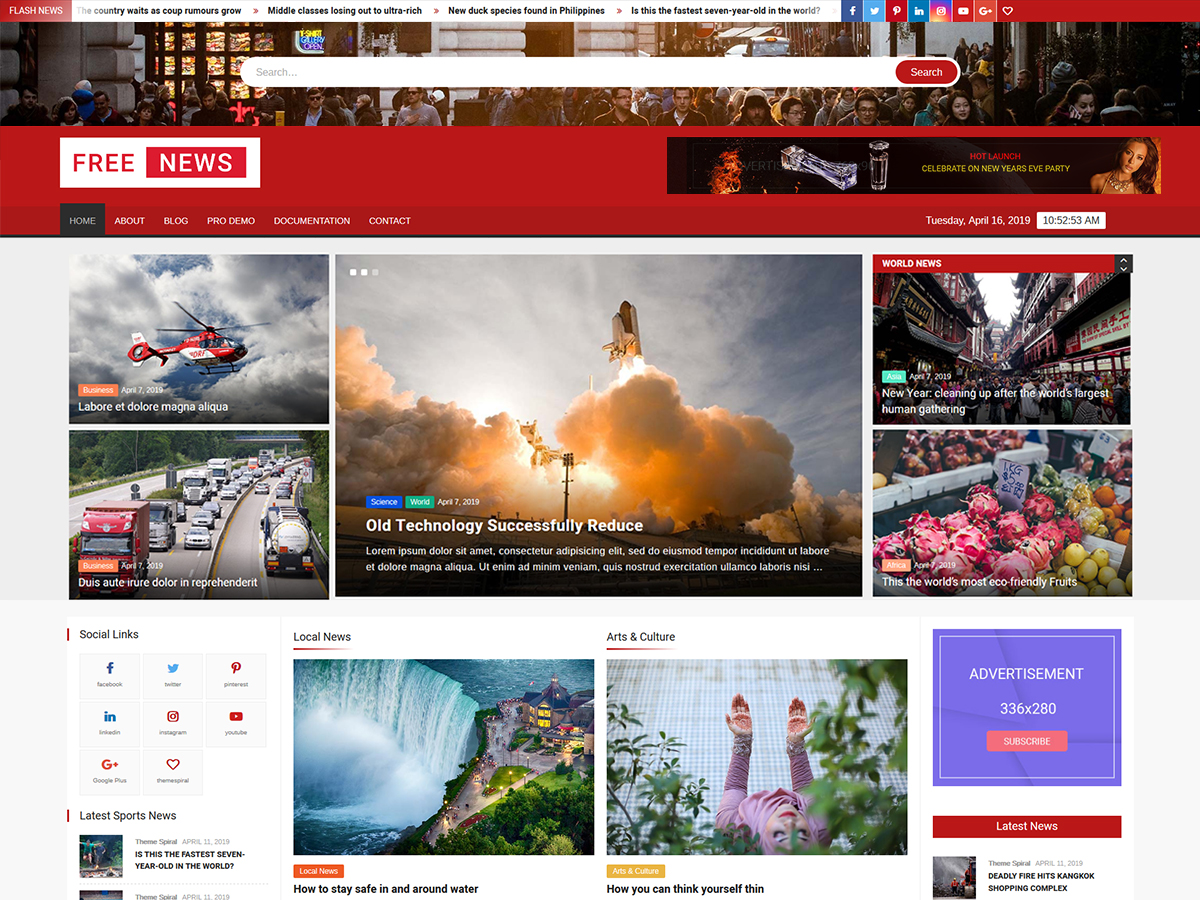 FLASH NEWS
The country waits as coup rumours grow » Middle classes losing out to ultra-rich » New duck species found in Philippines » Is this the fastest seven-year-old in the world?
T-SHIRT
GALLERY
OPEN
Search…
Search
FREE NEWS
HOT LAUNCH
CELEBRATE ON NEW YEARS EVE PARTY
HOME
ABOUT
BLOG
PRO DEMO
DOCUMENTATION
CONTACT
Tuesday, April 16, 2019
10:52:53 AM
Business April 7, 2019
Labore et dolore magna aliqua
Business April 7, 2019
Duis aute irure dolor in reprehenderit
Science World April 7, 2019
Old Technology Successfully Reduce
Lorem ipsum dolor sit amet, consectetur adipisicing elit, sed do eiusmod tempor incididunt ut labore
et dolore magna aliqua. Ut enim ad minim veniam, quis nostrud exercitation ullamco laboris nisi ...
WORLD NEWS
Asia April 7, 2019
New Year: cleaning up after the world's largest
human gathering
1KG
Africa April 7, 2019
This the world's most eco-friendly Fruits
Social Links
facebook
twitter
pinterest
linkedin
instagram
youtube
Google Plus
themespiral
Latest Sports News
Theme Spiral APRIL 11, 2019
IS THIS THE FASTEST SEVEN-
YEAR-OLD IN THE WORLD?
Theme Spiral APRIL 11, 2019
Local News
Local News
How to stay safe in and around water
Arts & Culture
Arts & Culture
How you can think yourself thin
ADVERTISEMENT
336x280
SUBSCRIBE
Latest News
Theme Spiral APRIL 11, 2019
DEADLY FIRE HITS KANGKOK
SHOPPING COMPLEX